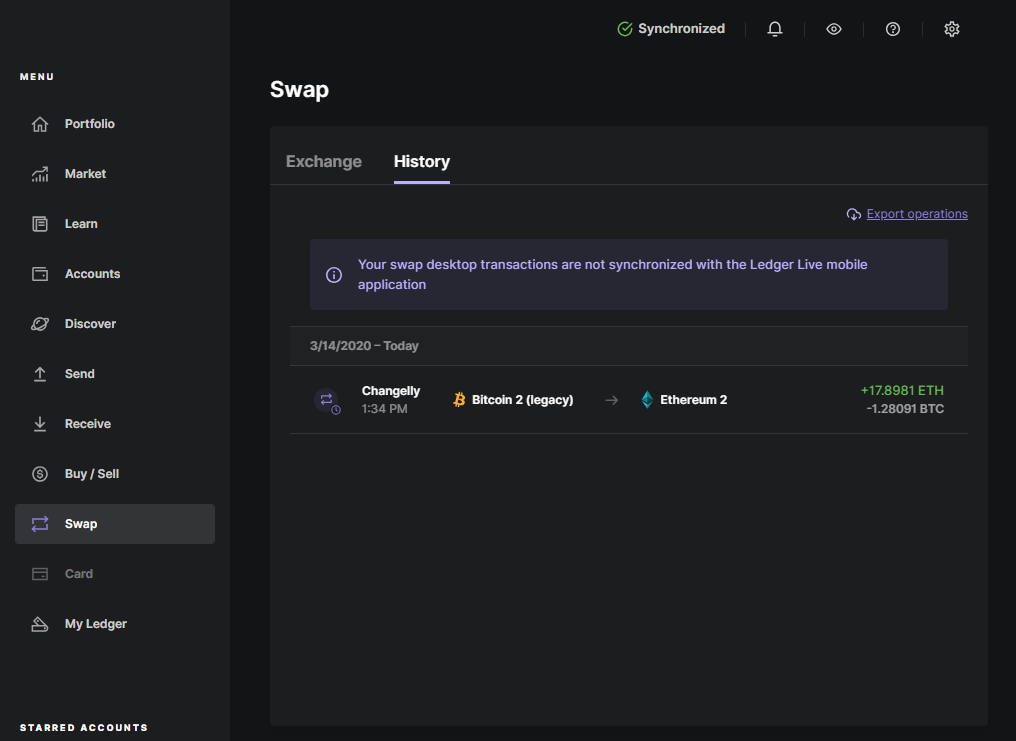 Synchronized
MENU
Portfolio
Market
Learn
Accounts
Discover
Send
Receive
Buy / Sell
Swap
Card
My Ledger
STARRED ACCOUNTS
Swap
Exchange
History
Export operations
Your swap desktop transactions are not synchronized with the Ledger Live mobile
application
3/14/2020 – Today
Changelly
1:34 PM
Bitcoin 2 (legacy)
Ethereum 2
+17.8981 ETH
-1.28091 BTC